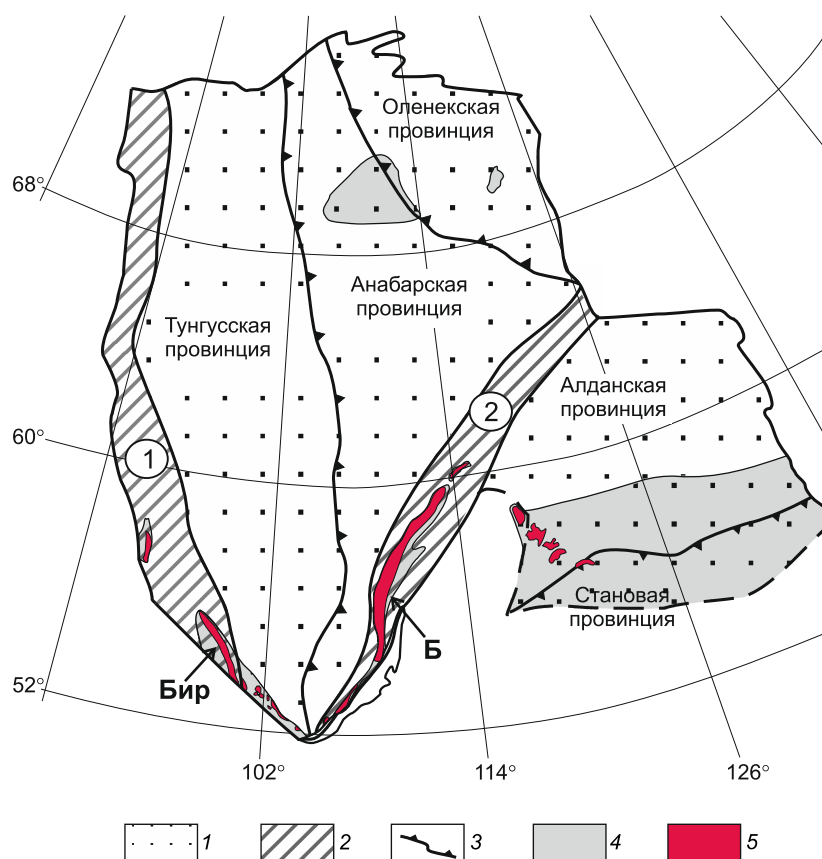 Оленекская
провинция
68°
Анабарская
провинция
Тунгусская
провинция
Алданская
провинция
2
60°
1
Становая
провинция
Б
Бир
52°
102°
114°
126°
1
2
3
4
5